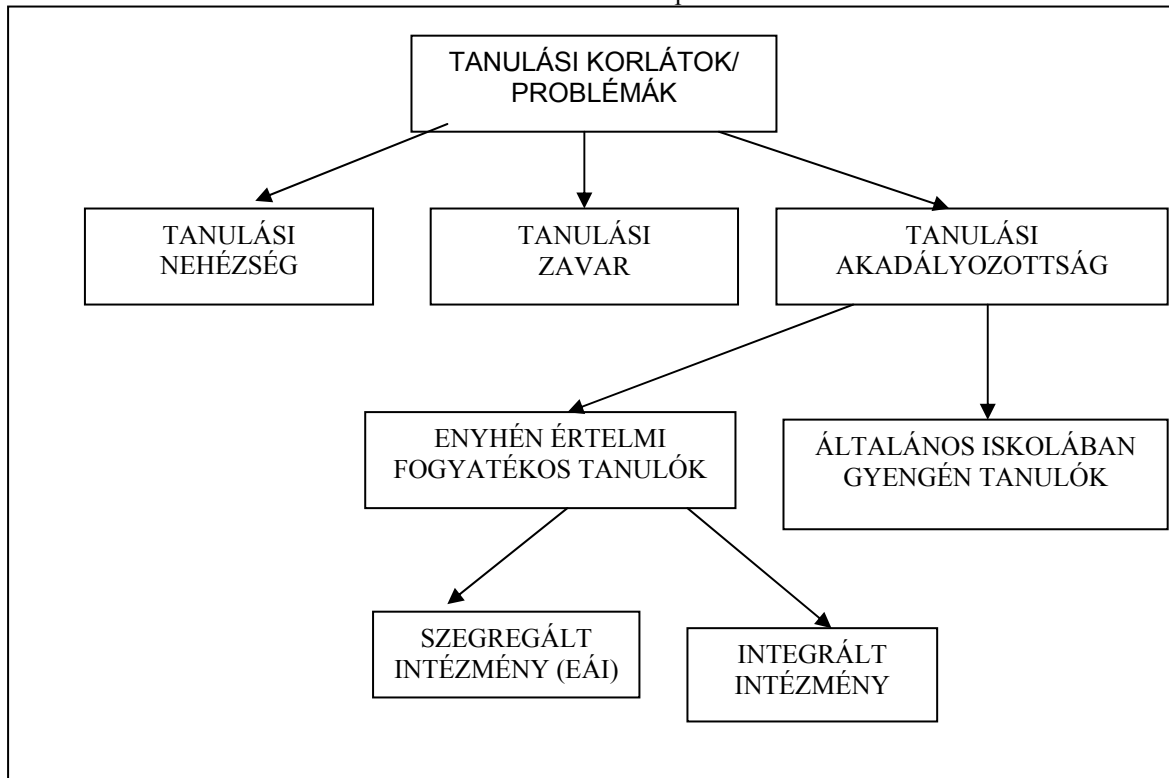 TANULÁSI KORLÁTOK/
PROBLÉMÁK
TANULÁSI
NEHÉZSÉG
TANULÁSI
ZAVAR
TANULÁSI
AKADÁLYOZOTTSÁG
ENYHÉN ÉRTELMI
FOGYATÉKOS TANULÓK
ÁLTALÁNOS ISKOLÁBAN
GYENGÉN TANULÓK
SZEGREGÁLT
INTÉZMÉNY (EÁI)
INTEGRÁLT
INTÉZMÉNY